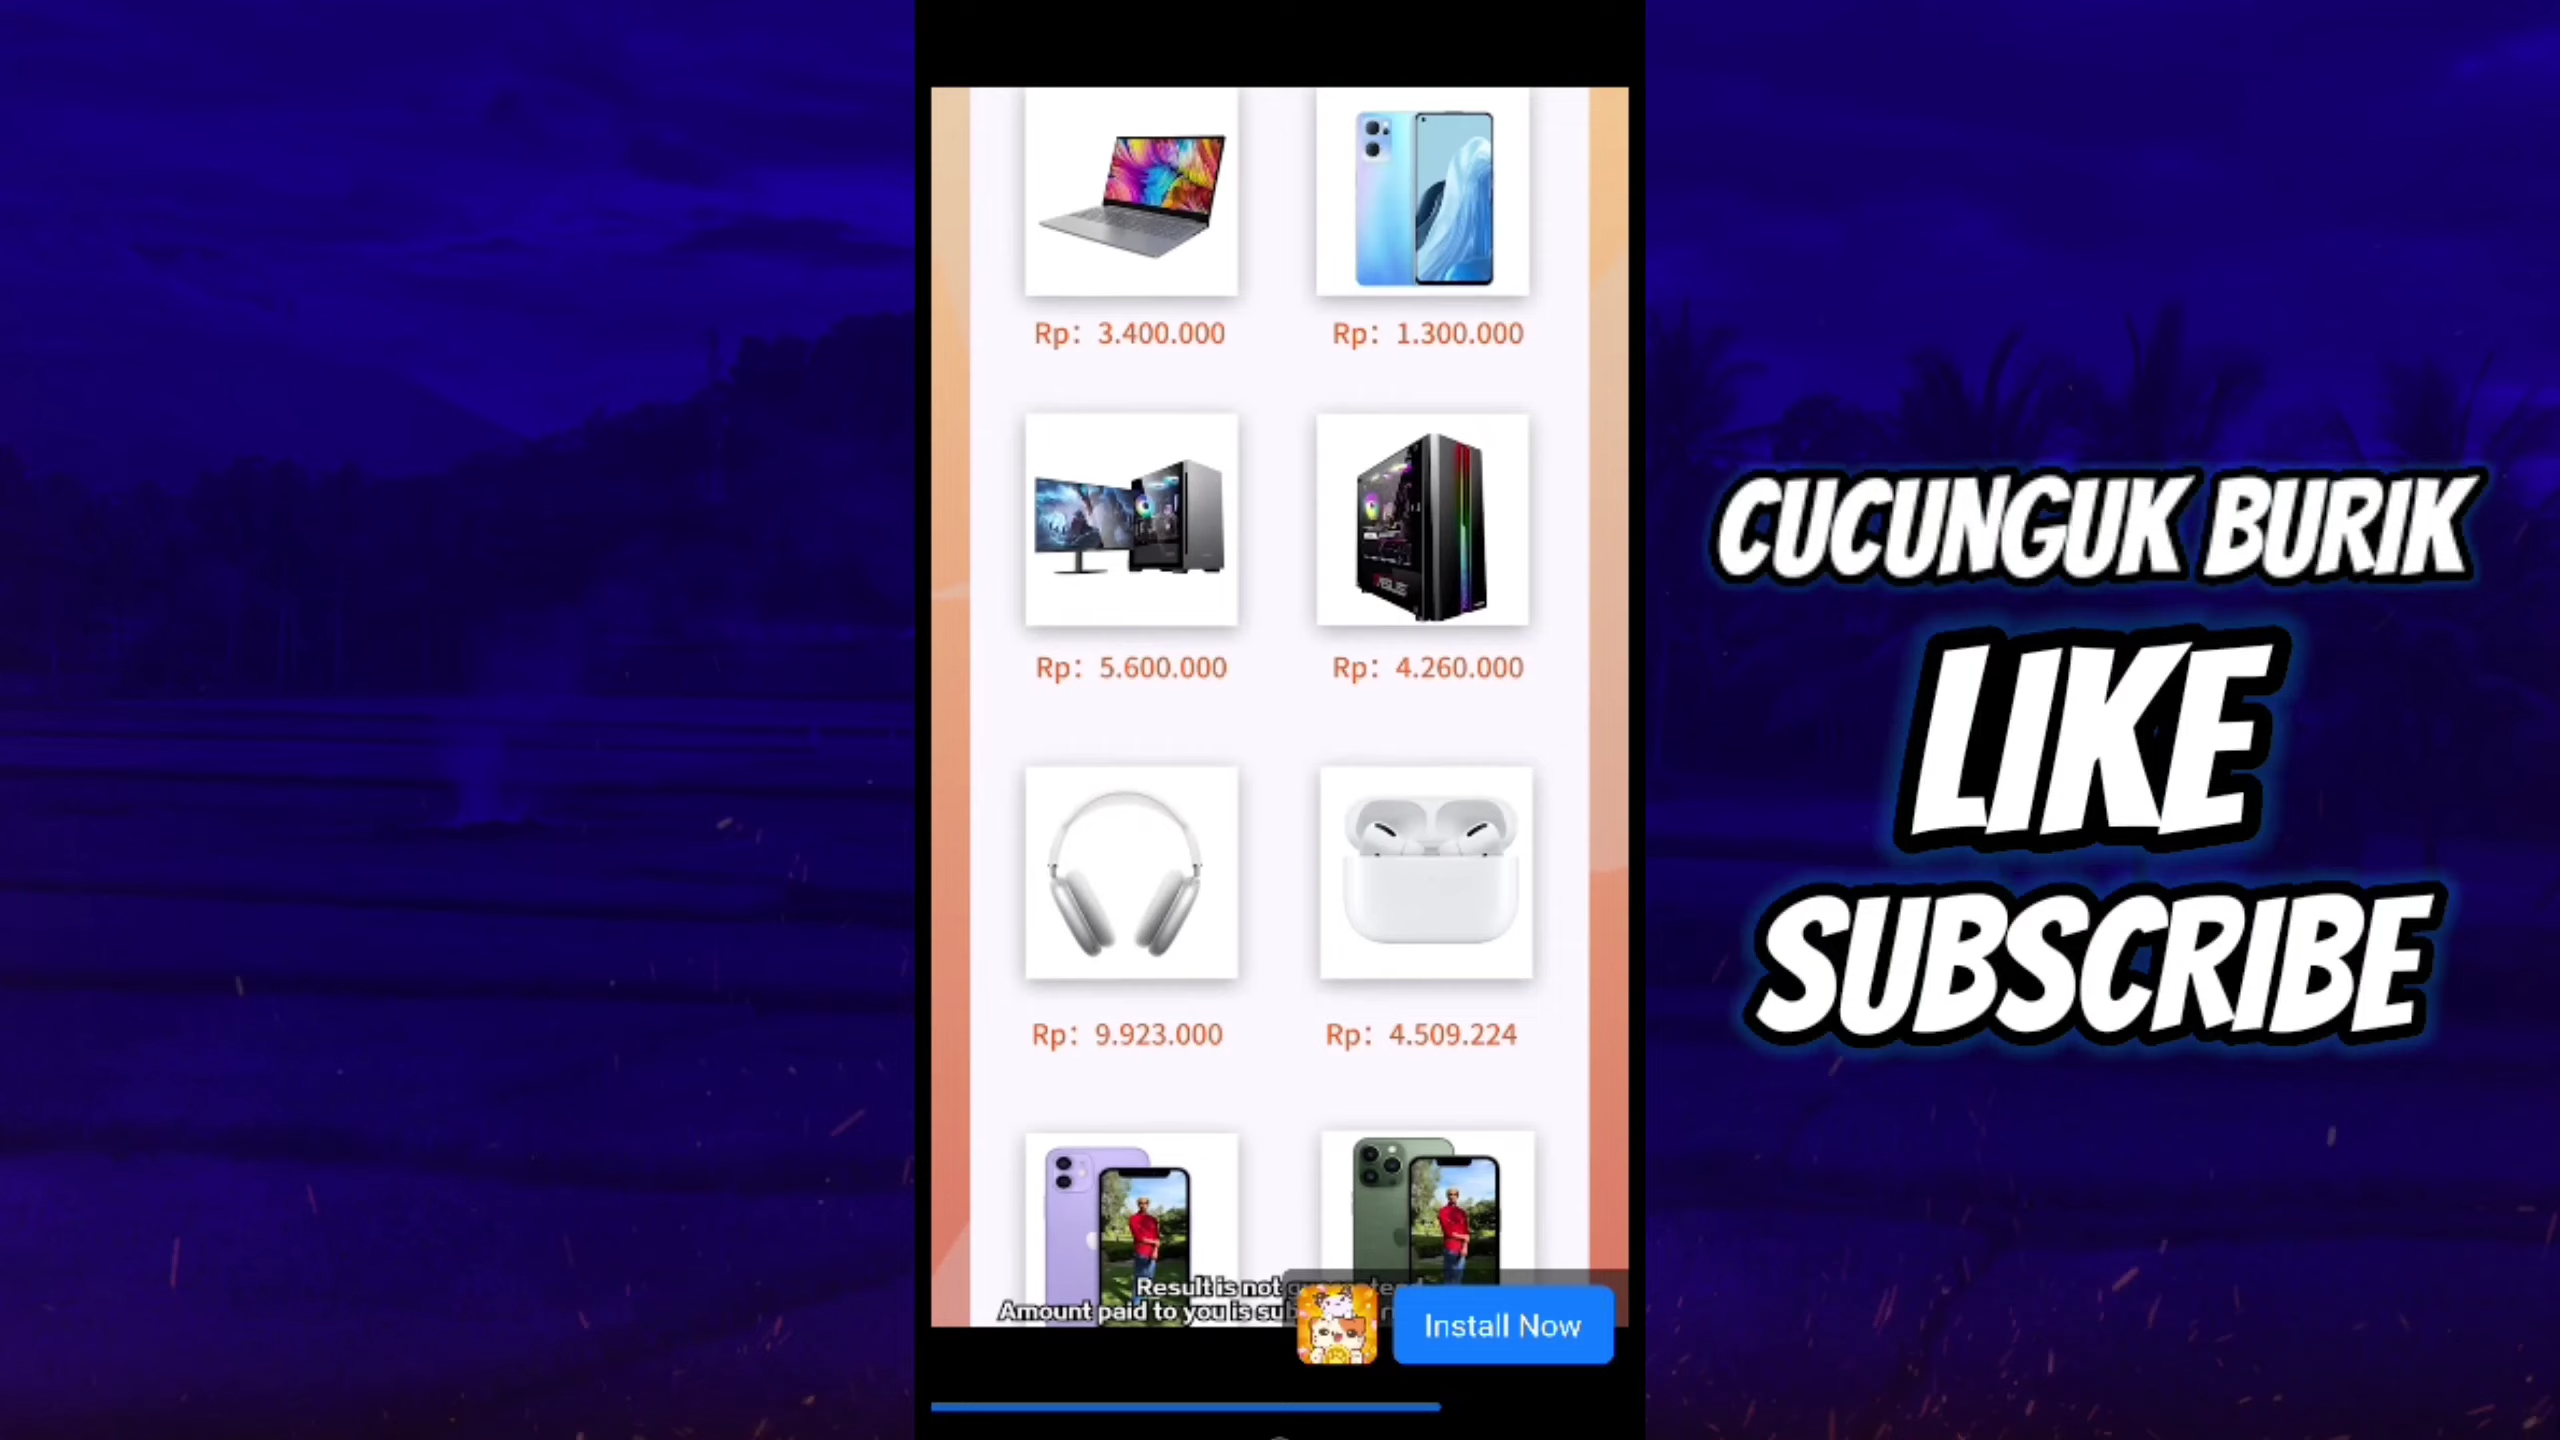 Rp: 3.400.000
Rp: 1.300.000
Rp: 5.600.000
Rp: 4.260.000
Rp: 9.923.000
Rp: 4.509.224
Result is not
Amount paid to you is
Install Now
CUCUNGUK BURIK
LIKE
SUBSCRIBE